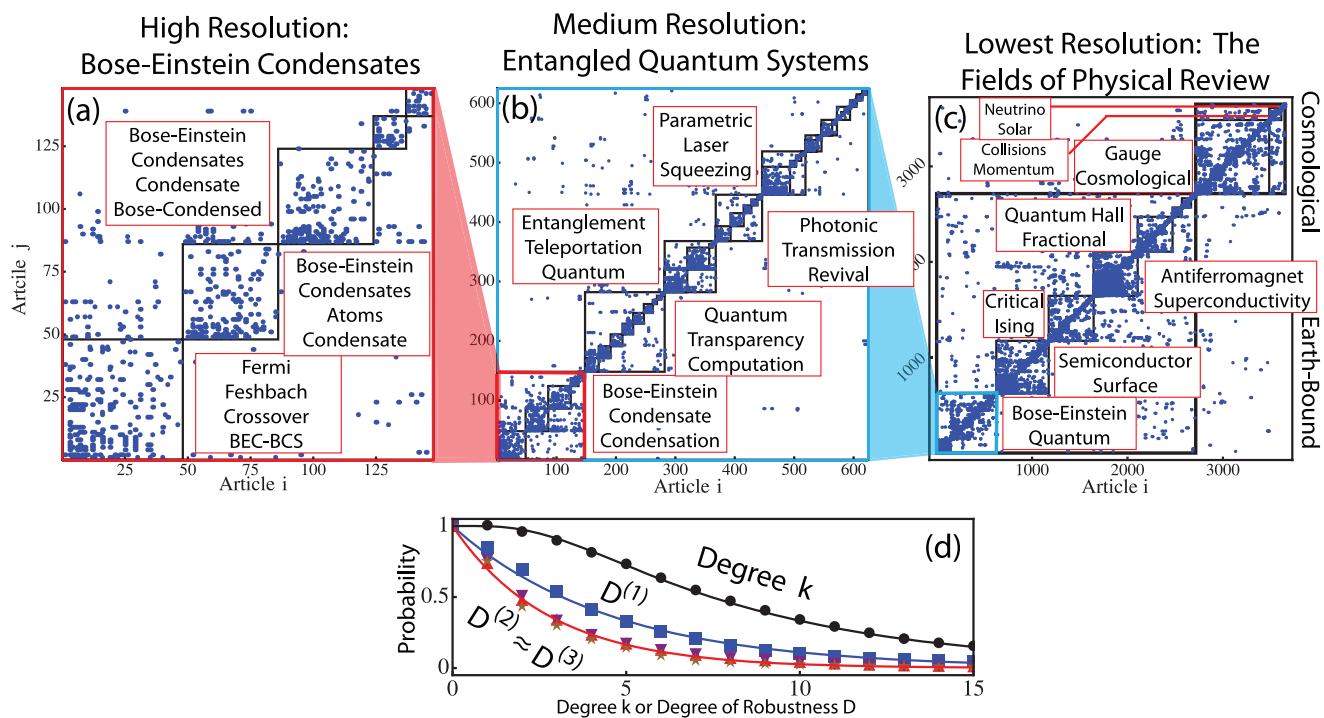 High Resolution:
Bose-Einstein Condensates
Medium Resolution:
Entangled Quantum Systems
Lowest Resolution: The
Fields of Physical Review
(a)
Bose-Einstein
Condensates
Condensate
Bose-Condensed
Bose-Einstein
Condensates
Atoms
Condensate
Fermi
Feshbach
Crossover
BEC-BCS
125
100
75
50
25
Artcile j
25
50
75
100
125
Article i
(b)
Parametric
Laser
Squeezing
Entanglement
Teleportation
Quantum
Photonic
Transmission
Revival
Quantum
Transparency
Computation
Bose-Einstein
Condensate
Condensation
600
500
400
300
200
100
100
200
300
400
500
600
Article i
(c)
Neutrino
Solar
Collisions
Momentum
Gauge
Cosmological
Quantum Hall
Fractional
Antiferromagnet
Superconductivity
Critical
Ising
Semiconductor
Surface
Bose-Einstein
Quantum
3000
1000
1000
2000
3000
Article i
Cosmological
Earth-Bound
(d)
Degree k
D(1)
D(2) ≈ D(3)
Probability
1
0.5
0
0
5
10
15
Degree k or Degree of Robustness D